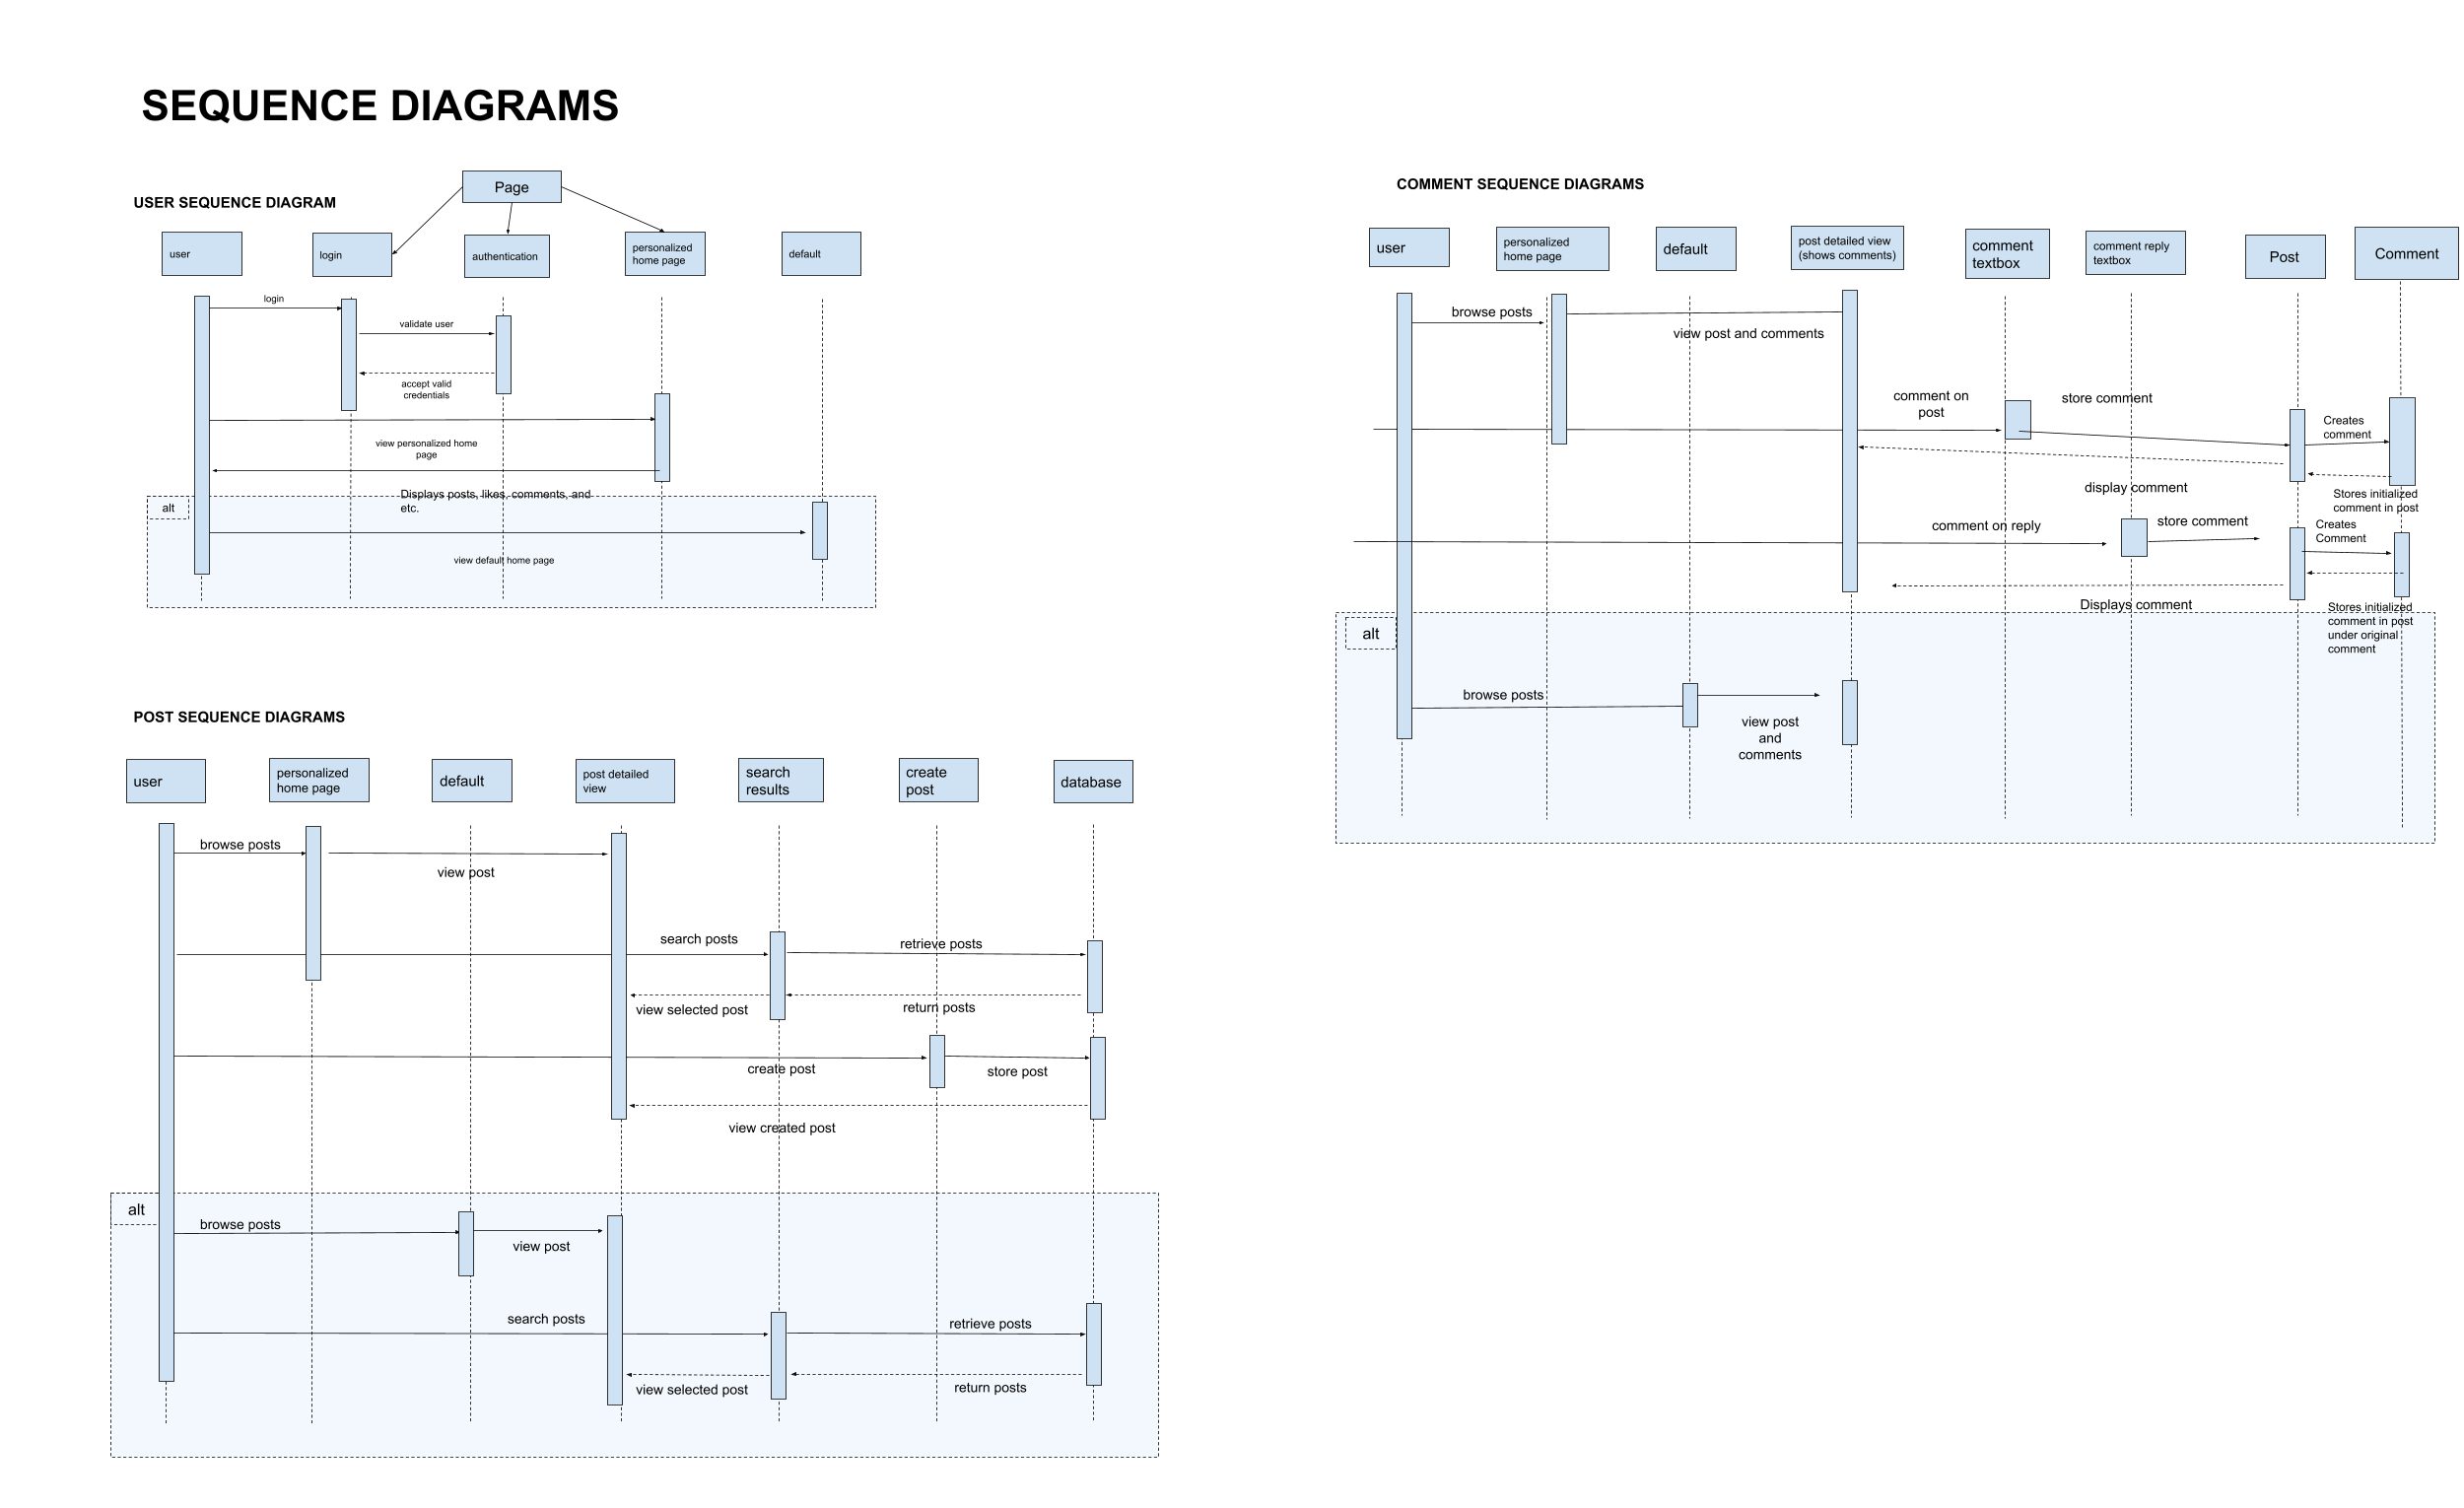 SEQUENCE DIAGRAMS
USER SEQUENCE DIAGRAM
Page
user
login
authentication
personalized
home page
default
login
validate user
accept valid
credentials
view personalized home
page
Displays posts, likes, comments, and
etc.
alt
view default home page
POST SEQUENCE DIAGRAMS
user
personalized
home page
default
post detailed
view
search
results
create
post
database
browse posts
view post
search posts
retrieve posts
view selected post
return posts
create post
store post
view created post
alt
browse posts
view post
search posts
retrieve posts
view selected post
return posts
COMMENT SEQUENCE DIAGRAMS
user
personalized
home page
default
post detailed view
(shows comments)
comment
textbox
comment reply
textbox
Post
Comment
browse posts
view post and comments
comment on
post
store comment
Creates
comment
display comment
Stores initialized
comment in post
comment on reply
store comment
Creates
Comment
Displays comment
Stores initialized
comment in post
under original
comment
alt
browse posts
view post
and
comments